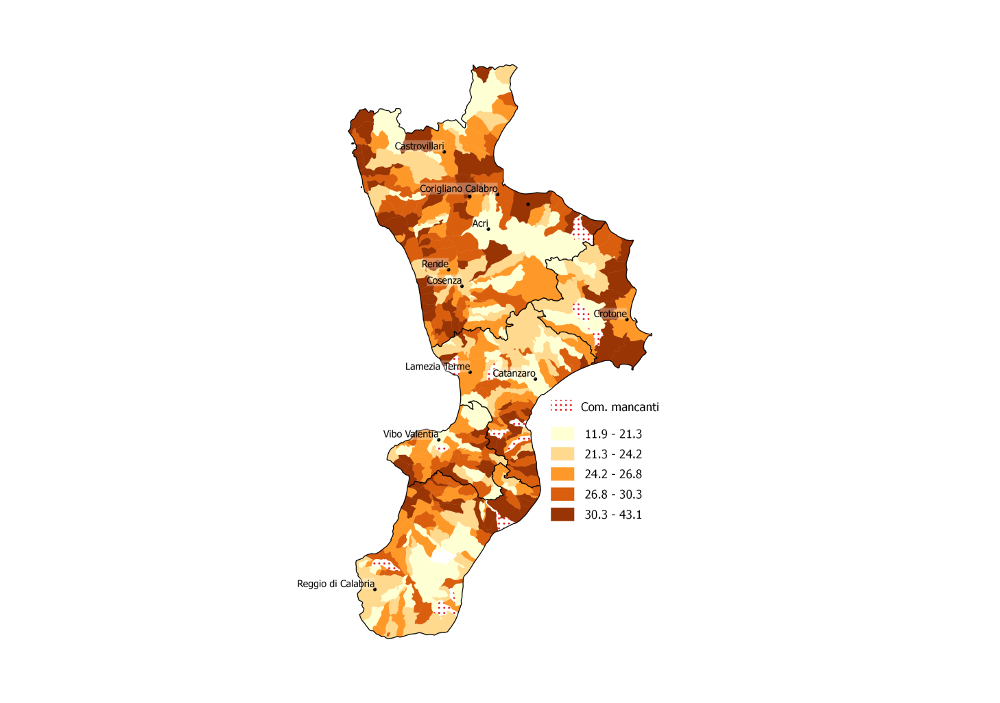 Castrovillari
Corigliano Calabro
Acri
Rende
Cosenza
Crotone
Lamezia Terme
Catanzaro
Vibo Valentia
Reggio di Calabria
Com. mancanti
11.9 - 21.3
21.3 - 24.2
24.2 - 26.8
26.8 - 30.3
30.3 - 43.1